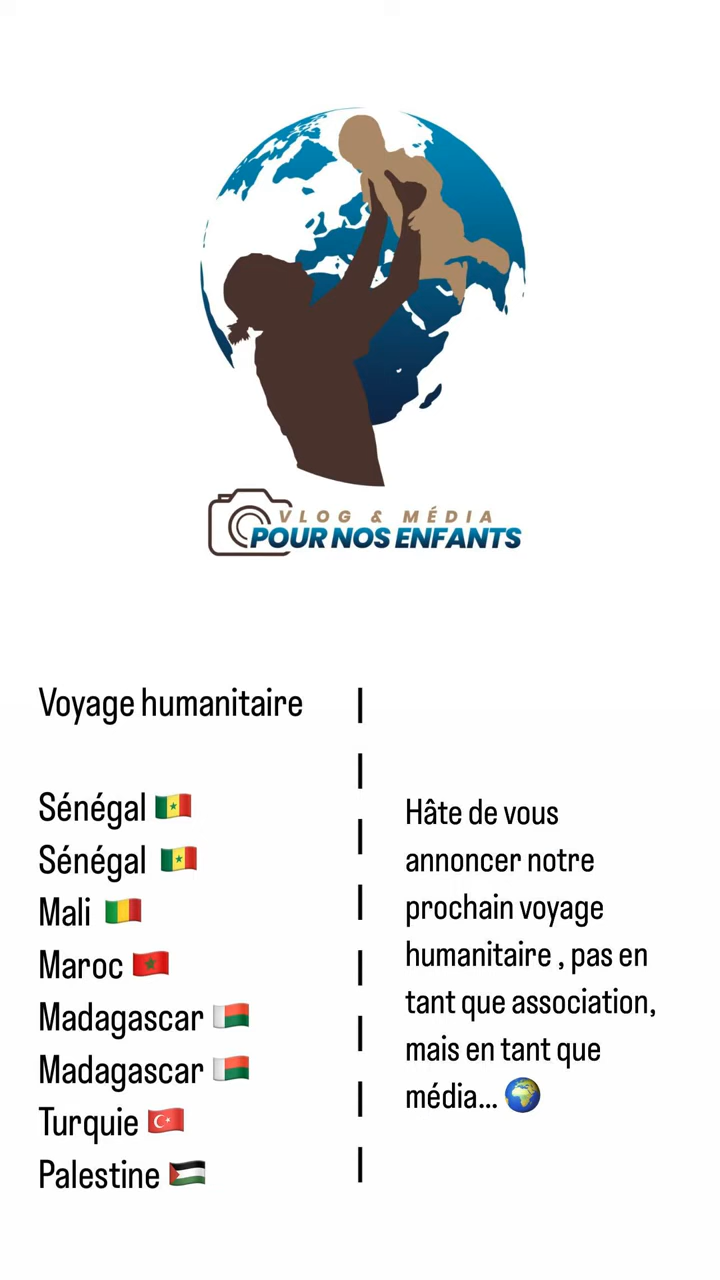 VLOG & MÉDIA
POUR NOS ENFANTS
Voyage humanitaire
Sénégal 🇸🇳
Sénégal 🇸🇳
Mali 🇲🇱
Maroc 🇲🇦
Madagascar 🇲🇬
Madagascar 🇲🇬
Turquie 🇹🇷
Palestine 🇵🇸
Hâte de vous
annoncer notre
prochain voyage
humanitaire , pas en
tant que association,
mais en tant que
média... 🌍